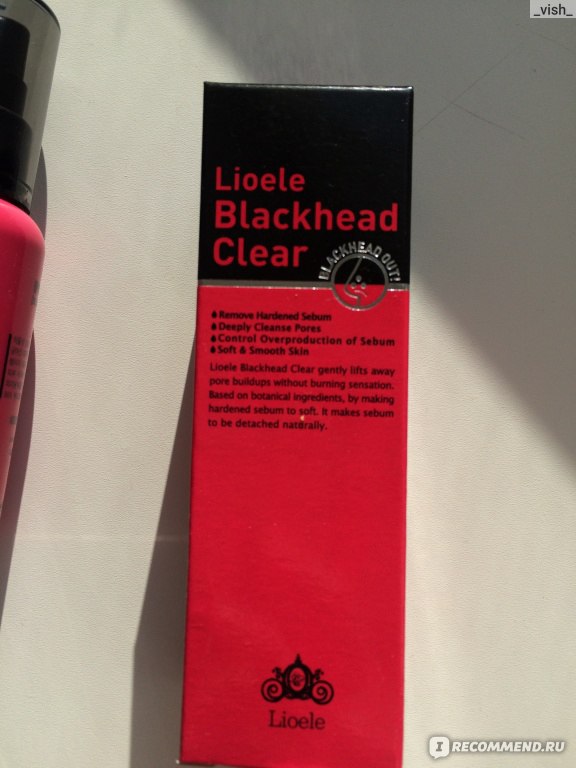 _vish_
Lioele
Blackhead
Clear
BLACKHEAD OUT!
Remove Hardened Sebum
Deeply Cleanse Pores
Control Overproduction of Sebum
Soft & Smooth Skin
Lioele Blackhead Clear gently lifts away
pore buildups without burning sensation.
Based on botanical ingredients, by making
hardened sebum to soft. It makes sebum
to be detached naturally.
Lioele
I RECOMMEND.RU